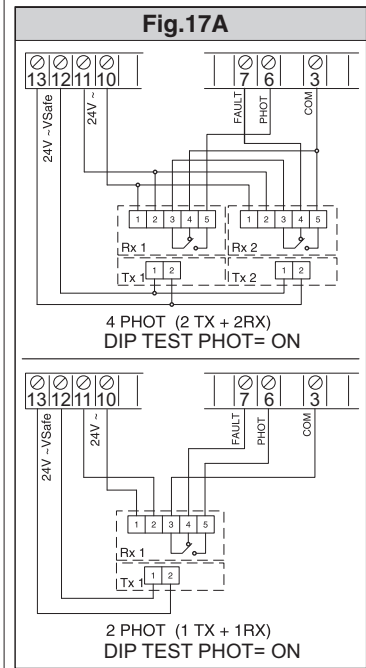 Fig.17A
13 12 11 10 7 6 3
24V ~VSafe 24V ~ FAULT PHOT COM
1 2 3 4 5 1 2 3 4 5
Rx 1 Rx 2
Tx 1 1 2 Tx 2 1 2
4 PHOT (2 TX + 2RX)
DIP TEST PHOT= ON
13 12 11 10 7 6 3
24V ~VSafe 24V ~ FAULT PHOT COM
1 2 3 4 5
Rx 1
Tx 1 1 2
2 PHOT (1 TX + 1RX)
DIP TEST PHOT= ON